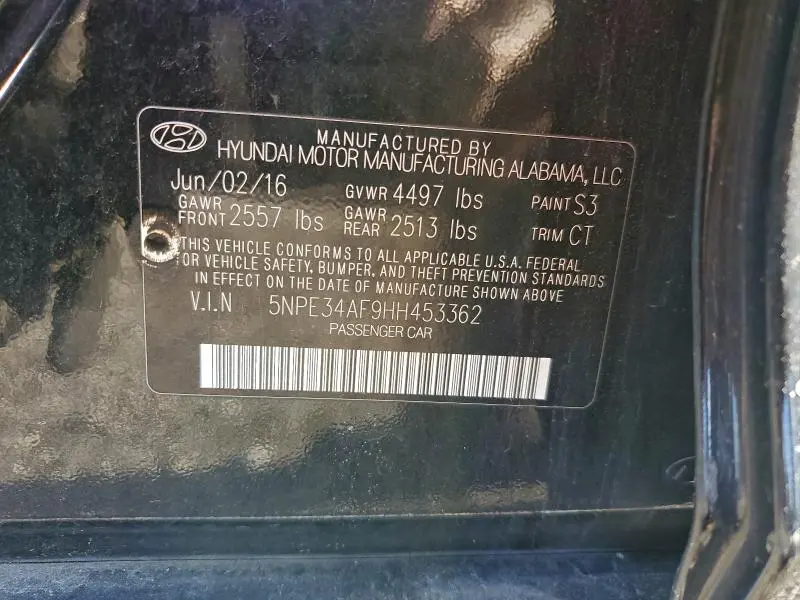 MANUFACTURED BY
HYUNDAI MOTOR MANUFACTURING ALABAMA, LLC
Jun/02/16 GVWR 4497 lbs PAINT S3
GAWR FRONT 2557 lbs GAWR REAR 2513 lbs TRIM CT
THIS VEHICLE CONFORMS TO ALL APPLICABLE U.S.A. FEDERAL
FOR VEHICLE SAFETY, BUMPER, AND THEFT PREVENTION STANDARDS
IN EFFECT ON THE DATE OF MANUFACTURE SHOWN ABOVE
V.I.N 5NPE34AF9HH453362
PASSENGER CAR